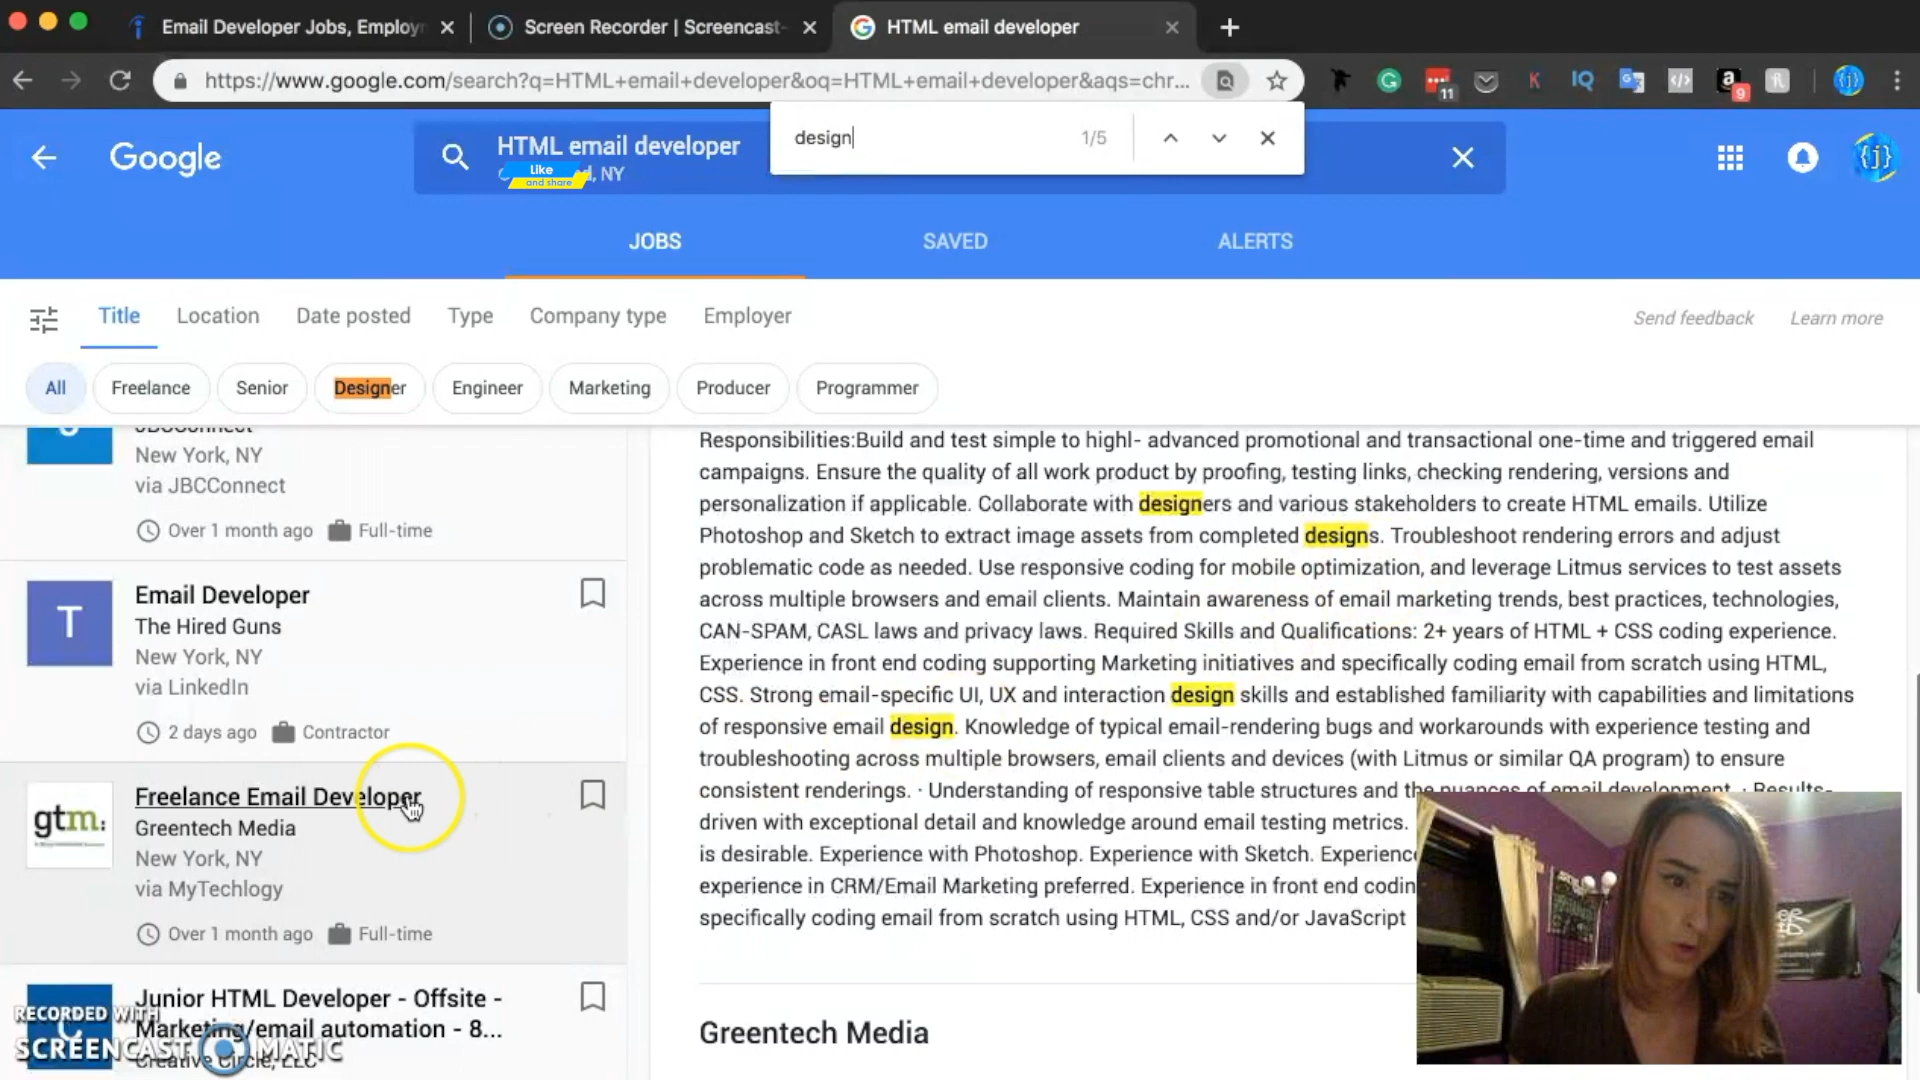 Email Developer Jobs, Employ
Screen Recorder | Screencast-
HTML email developer
https://www.google.com/search?q=HTML+email+developer&oq=HTML+email+developer&aqs=chr...
11
IQ
9
{j}
design
1/5
Google
HTML email developer
Like
and share
d, NY
{j}
JOBS
SAVED
ALERTS
Title
Location
Date posted
Type
Company type
Employer
Send feedback
Learn more
All
Freelance
Senior
Designer
Engineer
Marketing
Producer
Programmer
JBCConnect
New York, NY
via JBCConnect
Over 1 month ago
Full-time
T
Email Developer
The Hired Guns
New York, NY
via LinkedIn
2 days ago
Contractor
gtm:
Freelance Email Developer
Greentech Media
New York, NY
via MyTechlogy
Over 1 month ago
Full-time
Junior HTML Developer - Offsite -
Marketing/email automation - 8...
Creative Circle, LLC
RECORDED WITH
SCREENCAST MATIC
Responsibilities:Build and test simple to highl- advanced promotional and transactional one-time and triggered email
campaigns. Ensure the quality of all work product by proofing, testing links, checking rendering, versions and
personalization if applicable. Collaborate with designers and various stakeholders to create HTML emails. Utilize
Photoshop and Sketch to extract image assets from completed designs. Troubleshoot rendering errors and adjust
problematic code as needed. Use responsive coding for mobile optimization, and leverage Litmus services to test assets
across multiple browsers and email clients. Maintain awareness of email marketing trends, best practices, technologies,
CAN-SPAM, CASL laws and privacy laws. Required Skills and Qualifications: 2+ years of HTML + CSS coding experience.
Experience in front end coding supporting Marketing initiatives and specifically coding email from scratch using HTML,
CSS. Strong email-specific UI, UX and interaction design skills and established familiarity with capabilities and limitations
of responsive email design. Knowledge of typical email-rendering bugs and workarounds with experience testing and
troubleshooting across multiple browsers, email clients and devices (with Litmus or similar QA program) to ensure
consistent renderings. · Understanding of responsive table structures and the nuances of email development. · Results-
driven with exceptional detail and knowledge around email testing metrics.
is desirable. Experience with Photoshop. Experience with Sketch. Experienc
experience in CRM/Email Marketing preferred. Experience in front end codin
specifically coding email from scratch using HTML, CSS and/or JavaScript
Greentech Media